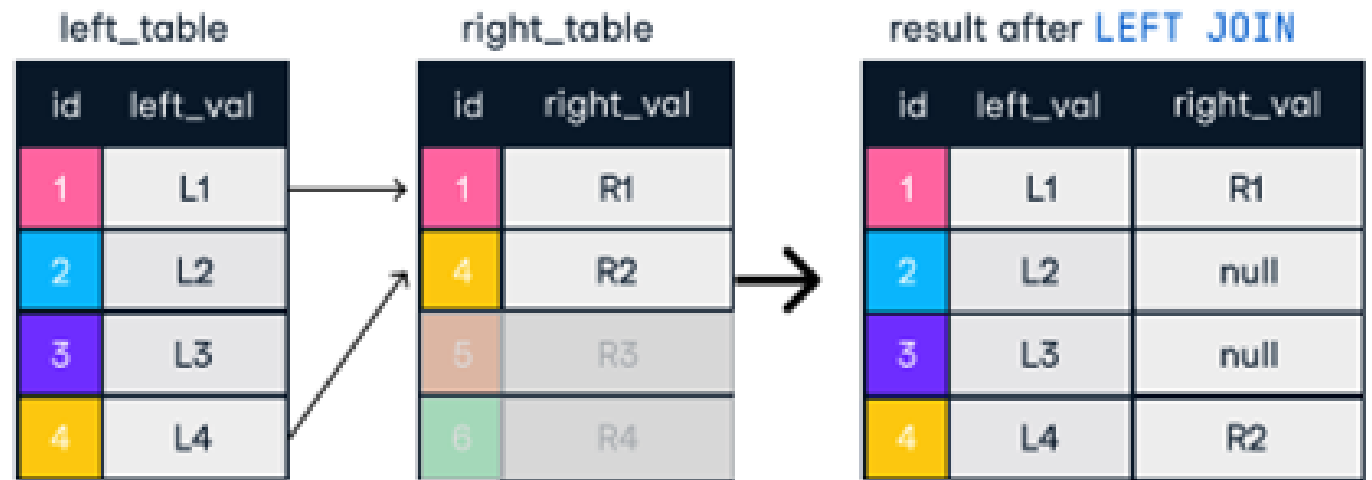 left_table right_table result after LEFT JOIN
id left_val id right_val id left_val right_val
1 L1 1 R1 1 L1 R1
2 L2 4 R2 2 L2 null
3 L3 5 R3 3 L3 null
4 L4 6 R4 4 L4 R2